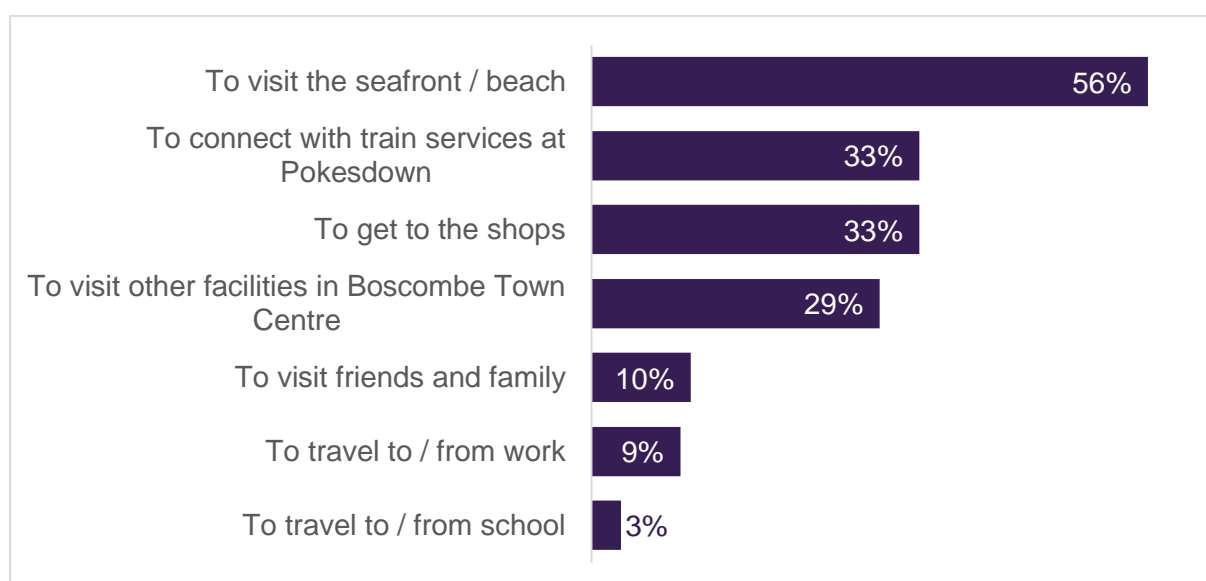 To visit the seafront / beach
56%
To connect with train services at
Pokesdown
33%
To get to the shops
33%
To visit other facilities in Boscombe Town
Centre
29%
To visit friends and family
10%
To travel to / from work
9%
To travel to / from school
3%